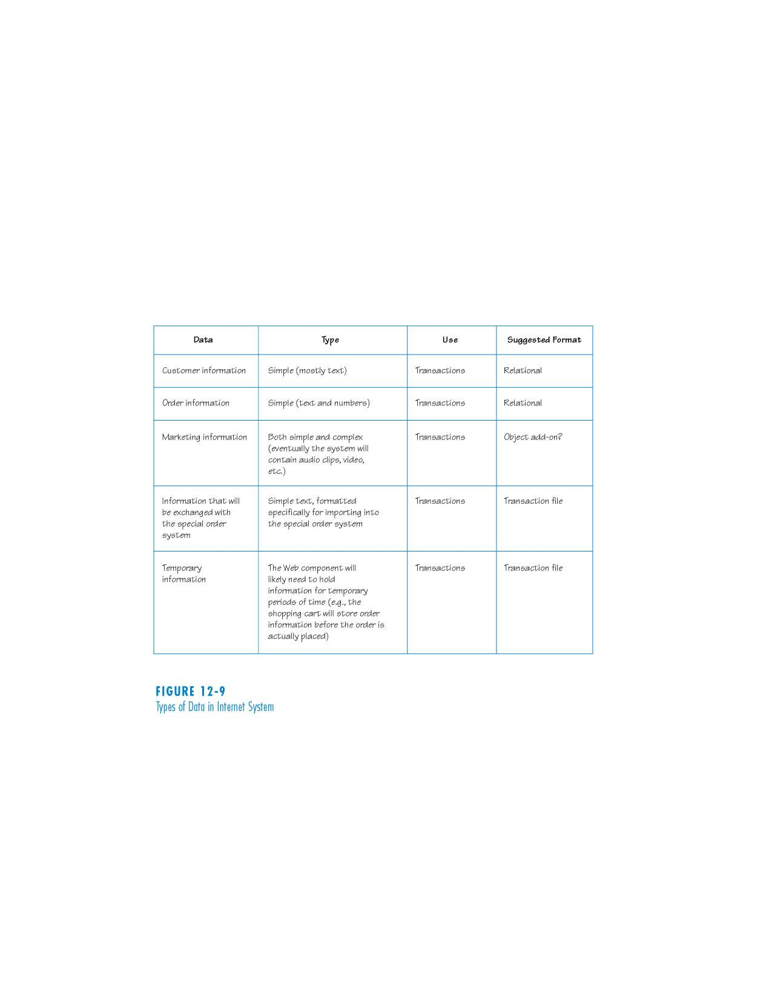 Data Type Use Suggested Format
Customer information Simple (mostly text) Transactions Relational
Order information Simple (text and numbers) Transactions Relational
Marketing information Both simple and complex Transactions Object add-on?
(eventually the system will
contain audio clips, video,
etc.)
Information that will Simple text, formatted Transactions Transaction file
be exchanged with specifically for importing into
the special order the special order system
system
Temporary The Web component will Transactions Transaction file
information likely need to hold
information for temporary
periods of time (e.g., the
shopping cart will store order
information before the order is
actually placed)
FIGURE 12-9
Types of Data in Internet System